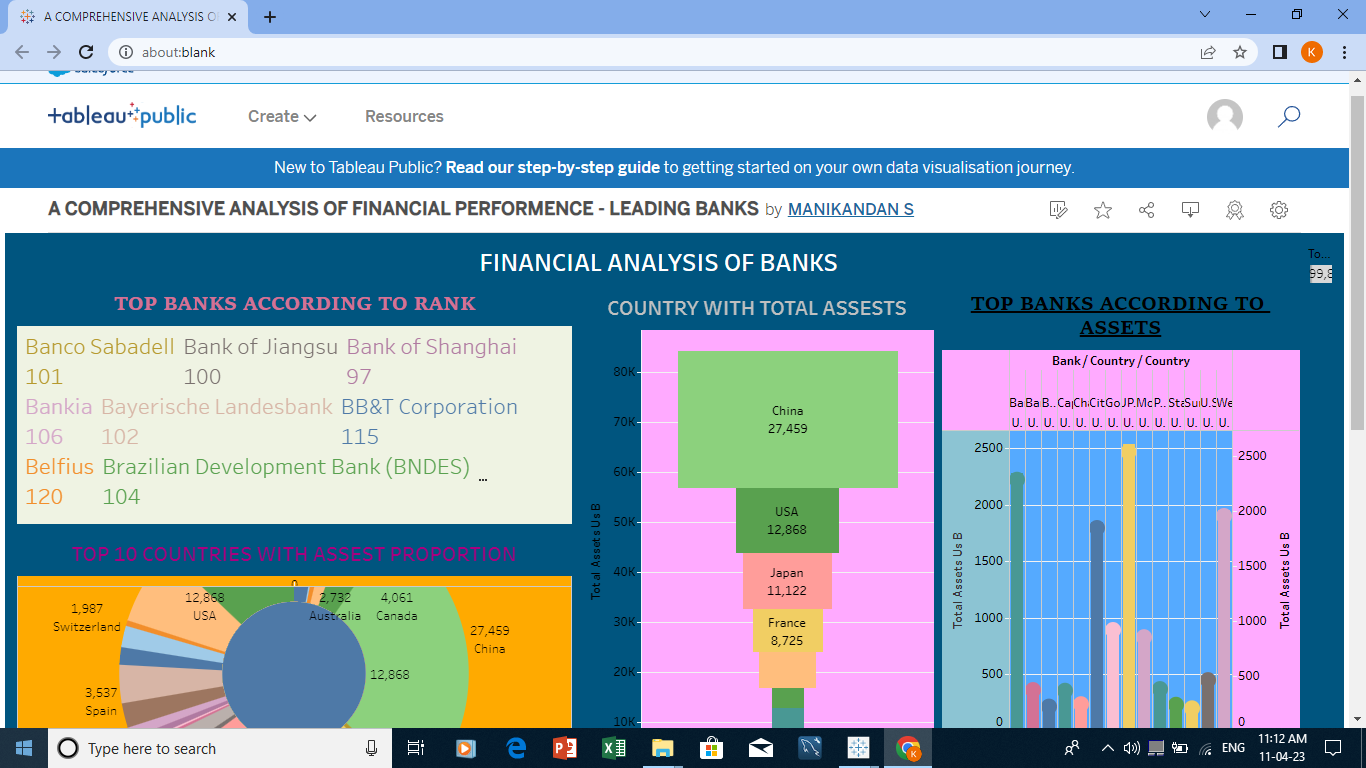 A COMPREHENSIVE ANALYSIS O
about:blank
K
salesforce
+ableau+public
Create
Resources
New to Tableau Public? Read our step-by-step guide to getting started on your own data visualisation journey.
A COMPREHENSIVE ANALYSIS OF FINANCIAL PERFORMENCE - LEADING BANKS by MANIKANDAN S
FINANCIAL ANALYSIS OF BANKS
To...
99,8
TOP BANKS ACCORDING TO RANK
Banco Sabadell Bank of Jiangsu Bank of Shanghai
101 100 97
Bankia Bayerische Landesbank BB&T Corporation
106 102 115
Belfius Brazilian Development Bank (BNDES) ...
120 104
TOP 10 COUNTRIES WITH ASSEST PROPORTION
0
12,868
USA
2,732
Australia
4,061
Canada
1,987
Switzerland
27,459
China
12,868
3,537
Spain
COUNTRY WITH TOTAL ASSESTS
Total Assets Us B
80K
70K
60K
50K
40K
30K
20K
10K
China
27,459
USA
12,868
Japan
11,122
France
8,725
TOP BANKS ACCORDING TO
ASSETS
Bank / Country / Country
Ba Ba B.. Ca Ch Cit Go JP. Mc P.. Sta Su U.S We
U. U. U. U. U. U. U. U. U. U. U. U. U. U.
Total Assets Us B
2500
2000
1500
1000
500
0
2500
2000
1500
1000
500
0
Total Assets Us B
Type here to search
K
ENG
11:12 AM
11-04-23